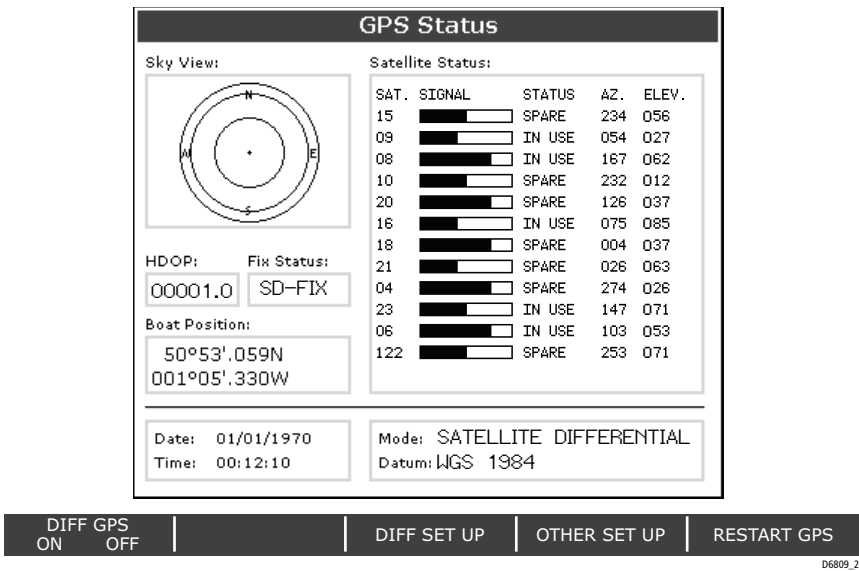 GPS Status
Sky View:
N
W
E
S
Satellite Status:
SAT. SIGNAL STATUS AZ. ELEV.
15 SPARE 234 056
09 IN USE 054 027
08 IN USE 167 062
10 SPARE 232 012
20 SPARE 126 037
16 IN USE 075 085
18 SPARE 004 037
21 SPARE 026 063
04 SPARE 274 026
23 IN USE 147 071
06 IN USE 103 053
122 SPARE 253 071
HDOP: Fix Status:
00001.0 SD-FIX
Boat Position:
50°53'.059N
001°05'.330W
Date: 01/01/1970
Time: 00:12:10
Mode: SATELLITE DIFFERENTIAL
Datum: WGS 1984
DIFF GPS
ON OFF
DIFF SET UP
OTHER SET UP
RESTART GPS
D6809_2